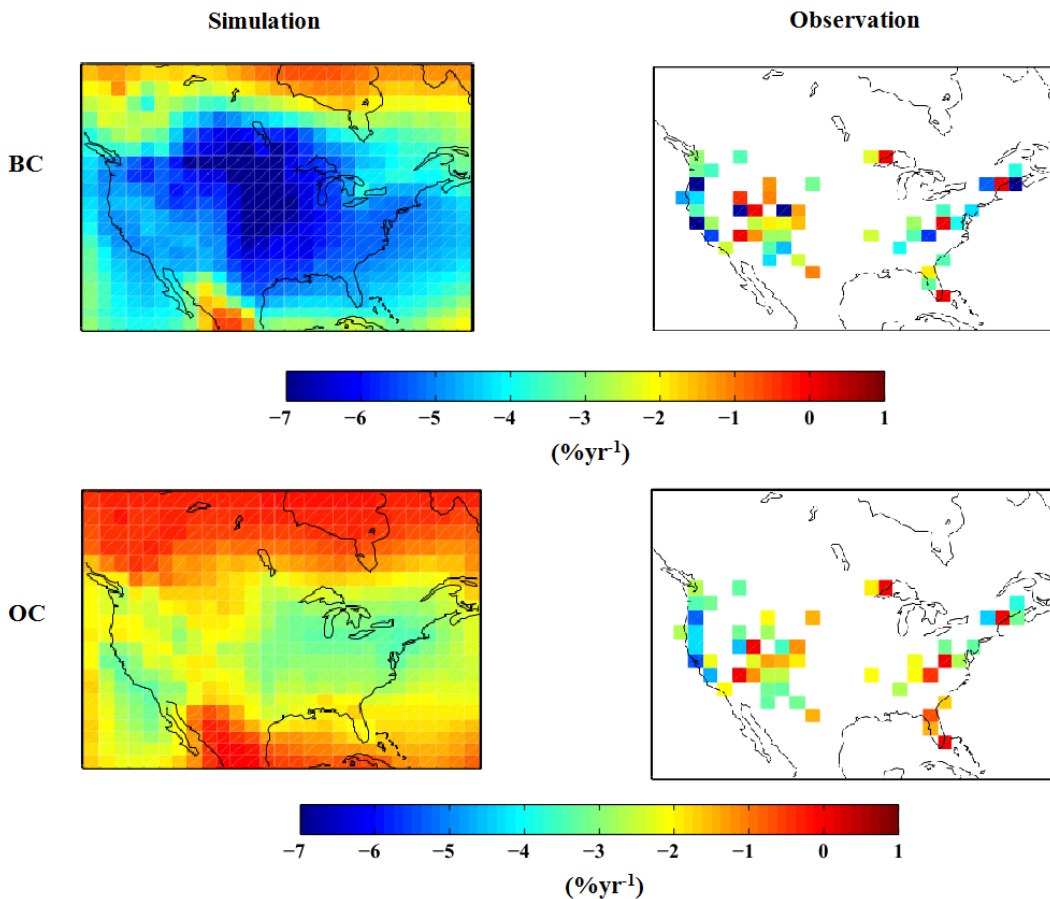 Simulation Observation
BC
−7 −6 −5 −4 −3 −2 −1 0 1
(%yr-1)
OC
−7 −6 −5 −4 −3 −2 −1 0 1
(%yr-1)